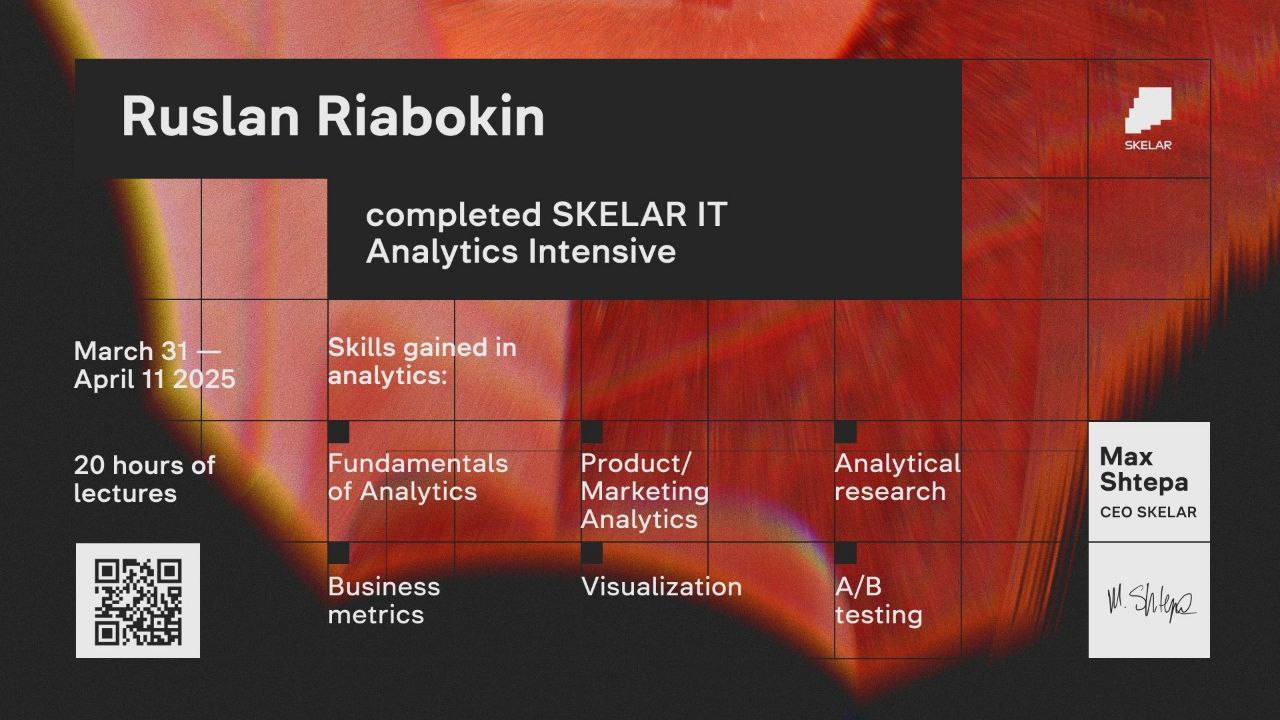 Ruslan Riabokin
SKELAR
completed SKELAR IT
Analytics Intensive
March 31 —
April 11 2025
Skills gained in
analytics:
20 hours of
lectures
Fundamentals
of Analytics
Product/
Marketing
Analytics
Analytical
research
Max
Shtepa
CEO SKELAR
Business
metrics
Visualization
A/B
testing
M. Shtepa